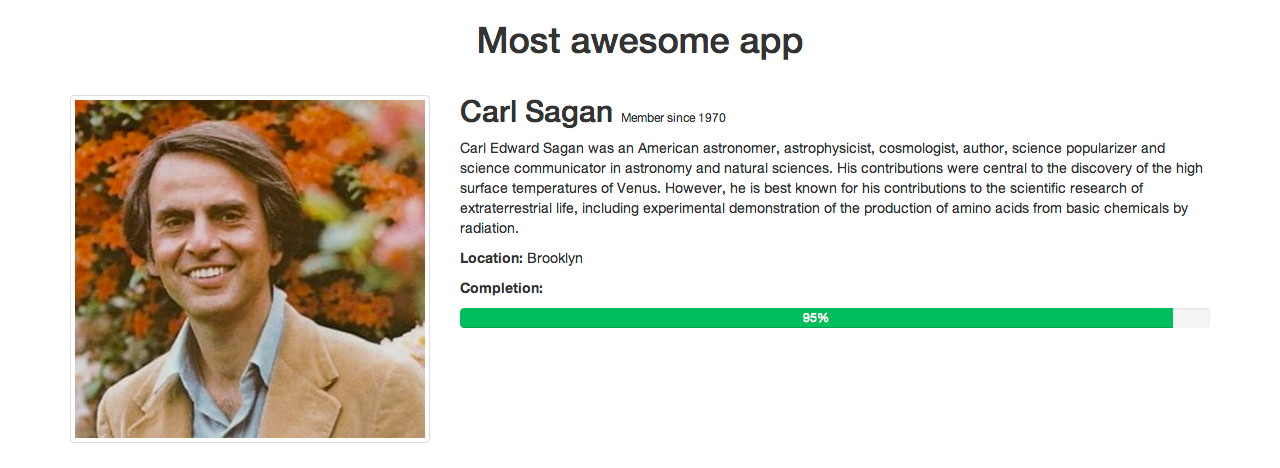 Most awesome app
Carl Sagan Member since 1970
Carl Edward Sagan was an American astronomer, astrophysicist, cosmologist, author, science popularizer and
science communicator in astronomy and natural sciences. His contributions were central to the discovery of the high
surface temperatures of Venus. However, he is best known for his contributions to the scientific research of
extraterrestrial life, including experimental demonstration of the production of amino acids from basic chemicals by
radiation.
Location: Brooklyn
Completion:
95%